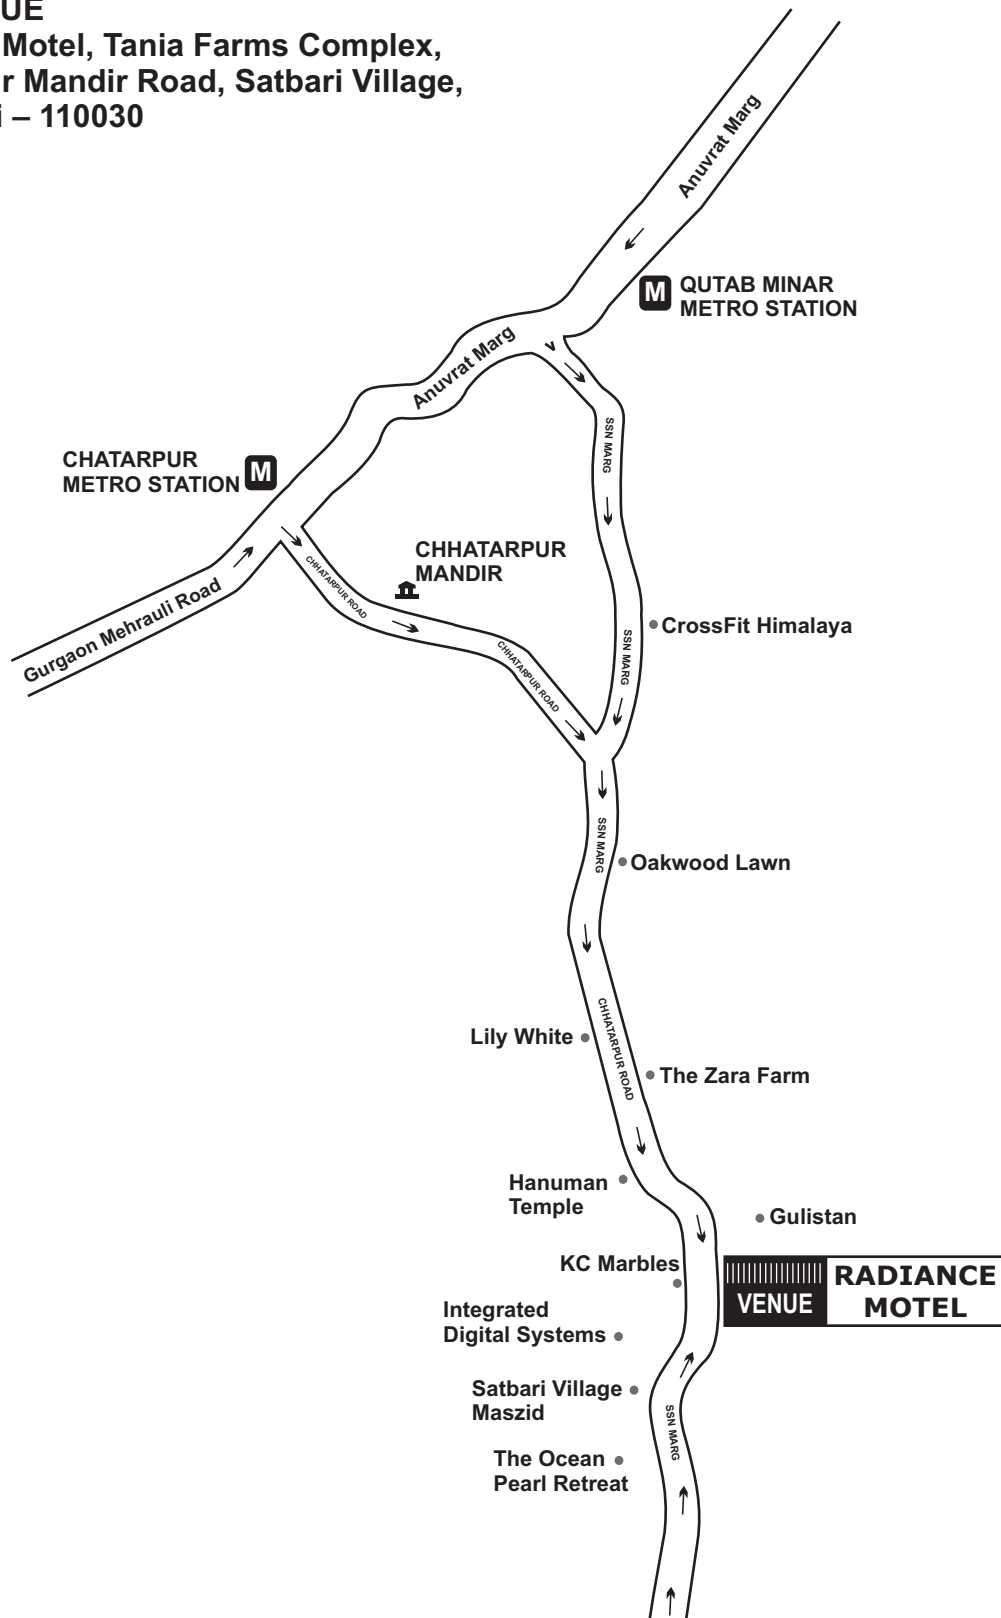 UE
Motel, Tania Farms Complex,
r Mandir Road, Satbari Village,
i – 110030
Anuvrat Marg
M
QUTAB MINAR
METRO STATION
Anuvrat Marg
v
SSN MARG
CHATARPUR
METRO STATION
M
CHHATARPUR
MANDIR
CHHATARPUR ROAD
Gurgaon Mehrauli Road
CrossFit Himalaya
SSN MARG
CHHATARPUR ROAD
SSN MARG
Oakwood Lawn
CHHATARPUR ROAD
Lily White
The Zara Farm
Hanuman
Temple
Gulistan
KC Marbles
VENUE
RADIANCE
MOTEL
Integrated
Digital Systems
Satbari Village
Maszid
SSN MARG
The Ocean
Pearl Retreat